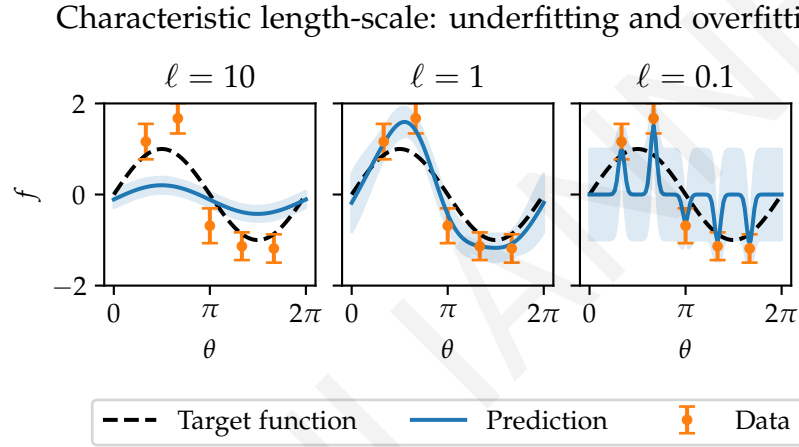 Characteristic length-scale: underfitting and overfitti
ℓ = 10 ℓ = 1 ℓ = 0.1
2
0
−2
f
0 π 2π 0 π 2π 0 π 2π
θ θ θ
Target function Prediction Data